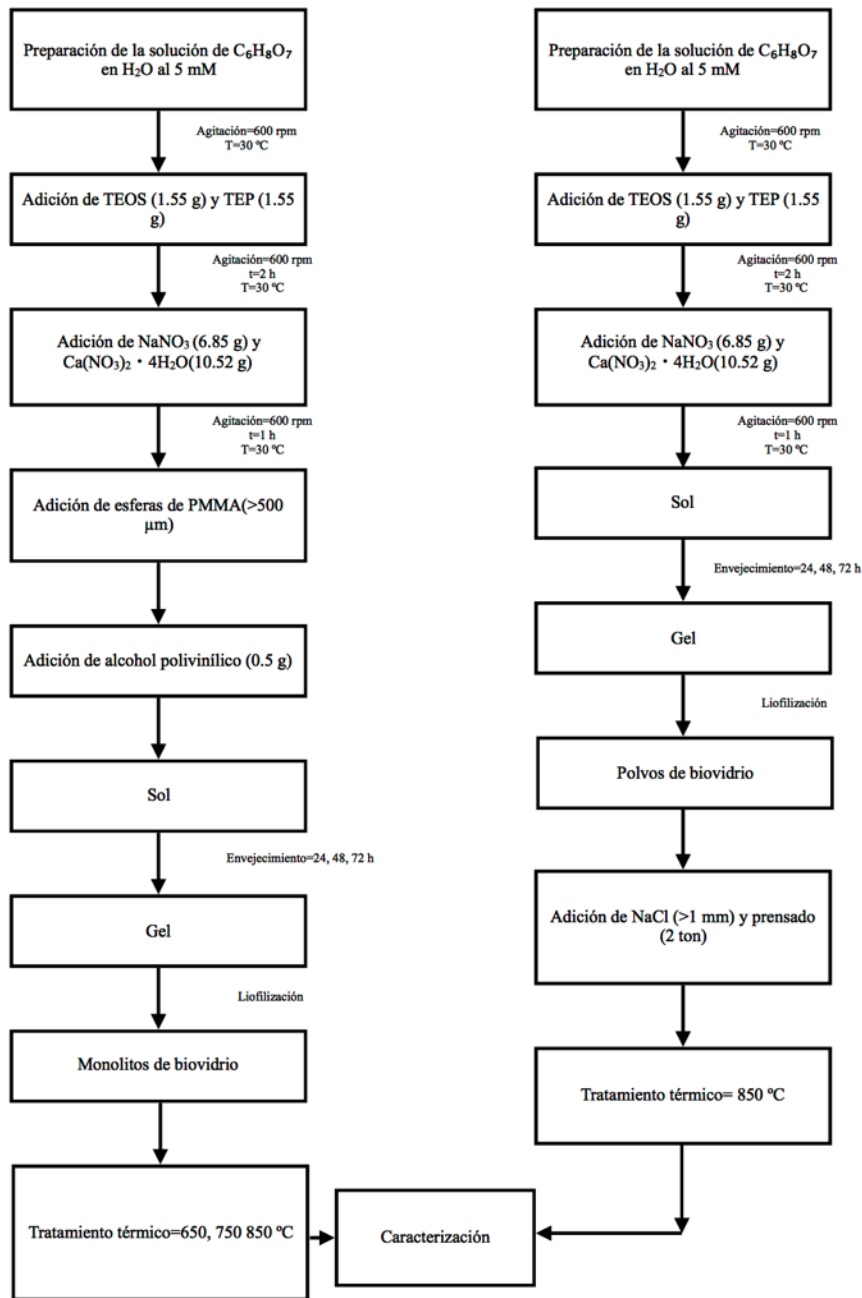 Preparación de la solución de C₆H₈O₇
en H₂O al 5 mM
Agitación=600 rpm
T=30 ºC
Adición de TEOS (1.55 g) y TEP (1.55
g)
Agitación=600 rpm
t=2 h
T=30 ºC
Adición de NaNO₃ (6.85 g) y
Ca(NO₃)₂・4H₂O(10.52 g)
Agitación=600 rpm
t=1 h
T=30 ºC
Adición de esferas de PMMA(>500
µm)
Adición de alcohol polivinílico (0.5 g)
Sol
Envejecimiento=24, 48, 72 h
Gel
Liofilización
Monolitos de biovidrio
Tratamiento térmico=650, 750 850 ºC
Preparación de la solución de C₆H₈O₇
en H₂O al 5 mM
Agitación=600 rpm
T=30 ºC
Adición de TEOS (1.55 g) y TEP (1.55
g)
Agitación=600 rpm
t=2 h
T=30 ºC
Adición de NaNO₃ (6.85 g) y
Ca(NO₃)₂・4H₂O(10.52 g)
Agitación=600 rpm
t=1 h
T=30 ºC
Sol
Envejecimiento=24, 48, 72 h
Gel
Liofilización
Polvos de biovidrio
Adición de NaCl (>1 mm) y prensado
(2 ton)
Tratamiento térmico= 850 ºC
Caracterización